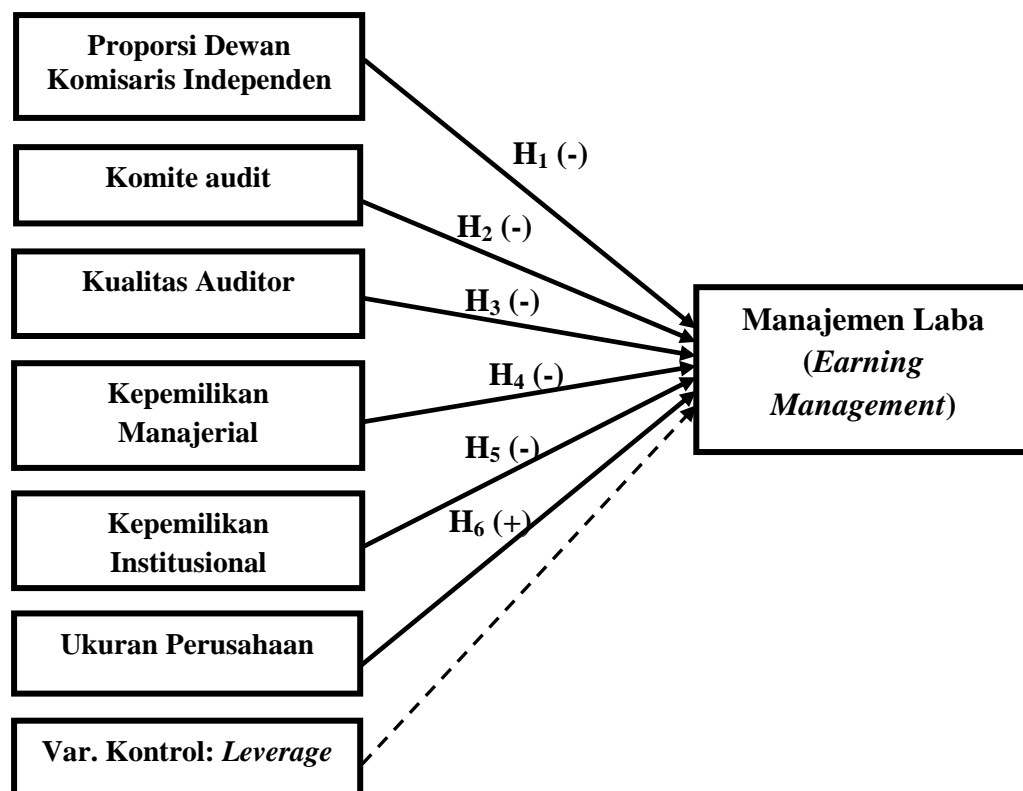 Proporsi Dewan
Komisaris Independen
Komite audit
Kualitas Auditor
Kepemilikan
Manajerial
Kepemilikan
Institusional
Ukuran Perusahaan
Var. Kontrol: Leverage
H₁ (-)
H₂ (-)
H₃ (-)
H₄ (-)
H₅ (-)
H₆ (+)
Manajemen Laba
(Earning
Management)